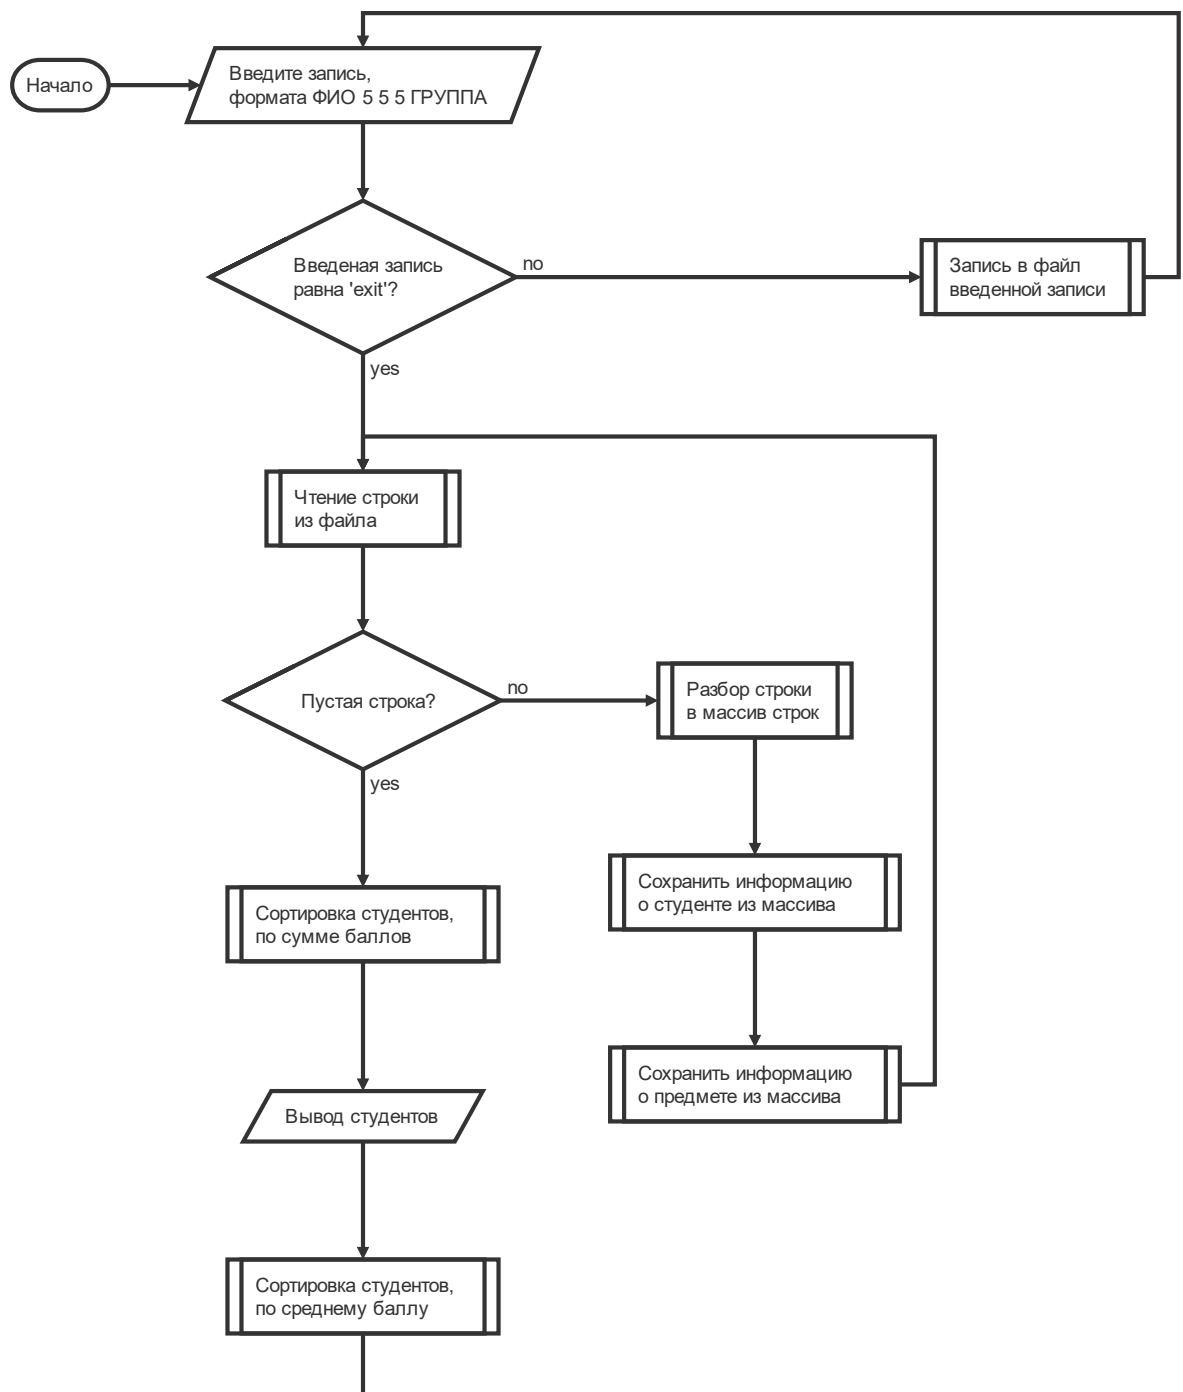 Начало
Введите запись,
формата ФИО 5 5 5 ГРУППА
Введеная запись
равна 'exit'?
no
Запись в файл
введенной записи
yes
Чтение строки
из файла
Пустая строка?
no
Разбор строки
в массив строк
yes
Сохранить информацию
о студенте из массива
Сортировка студентов,
по сумме баллов
Сохранить информацию
о предмете из массива
Вывод студентов
Сортировка студентов,
по среднему баллу